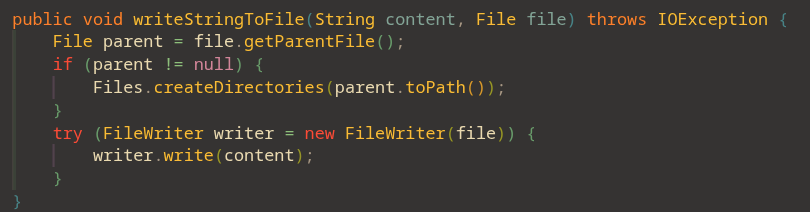 public void writeStringToFile(String content, File file) throws IOException {
    File parent = file.getParentFile();
    if (parent != null) {
        Files.createDirectories(parent.toPath());
    }
    try (FileWriter writer = new FileWriter(file)) {
        writer.write(content);
    }
}